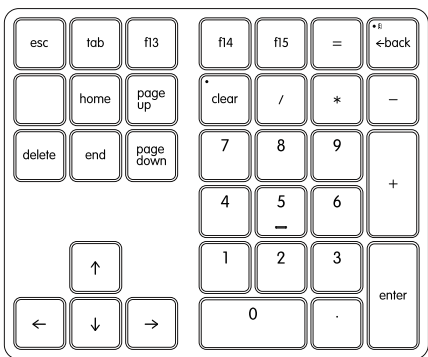 esc tab f13 f14 f15 = ←back
home page up clear / * −
delete end page down 7 8 9 +
4 5 6
↑ 1 2 3 enter
← ↓ → 0 .